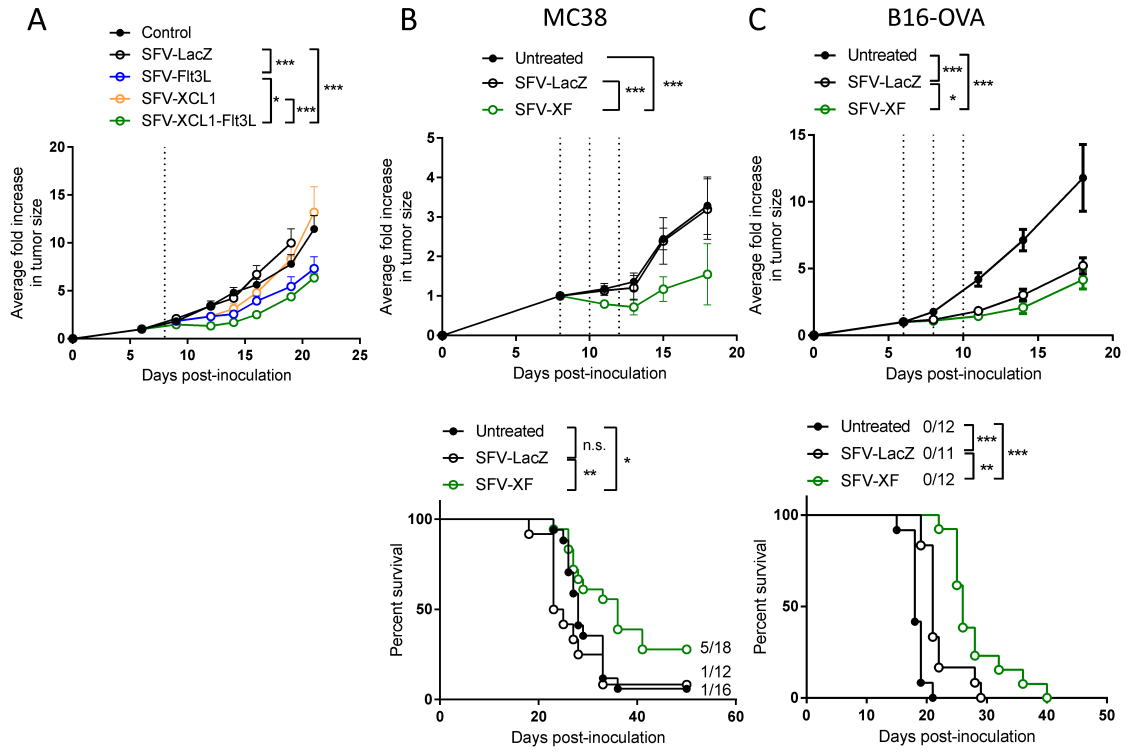 A
Control
SFV-LacZ
SFV-Flt3L
SFV-XCL1
SFV-XCL1-Flt3L
***
*
***
***
Average fold increase
in tumor size
20
15
10
5
0
0
5
10
15
20
25
Days post-inoculation
B
MC38
Untreated
SFV-LacZ
SFV-XF
***
***
Average fold increase
in tumor size
5
4
3
2
1
0
0
5
10
15
20
Days post-inoculation
C
B16-OVA
Untreated
SFV-LacZ
SFV-XF
***
*
***
Average fold increase
in tumor size
15
10
5
0
0
5
10
15
20
Days post-inoculation
Untreated
SFV-LacZ
SFV-XF
n.s.
**
*
Percent survival
100
50
0
0
20
40
60
5/18
1/12
1/16
Days post-inoculation
Untreated 0/12
SFV-LacZ 0/11
SFV-XF 0/12
***
**
***
Percent survival
100
50
0
0
10
20
30
40
50
Days post-inoculation